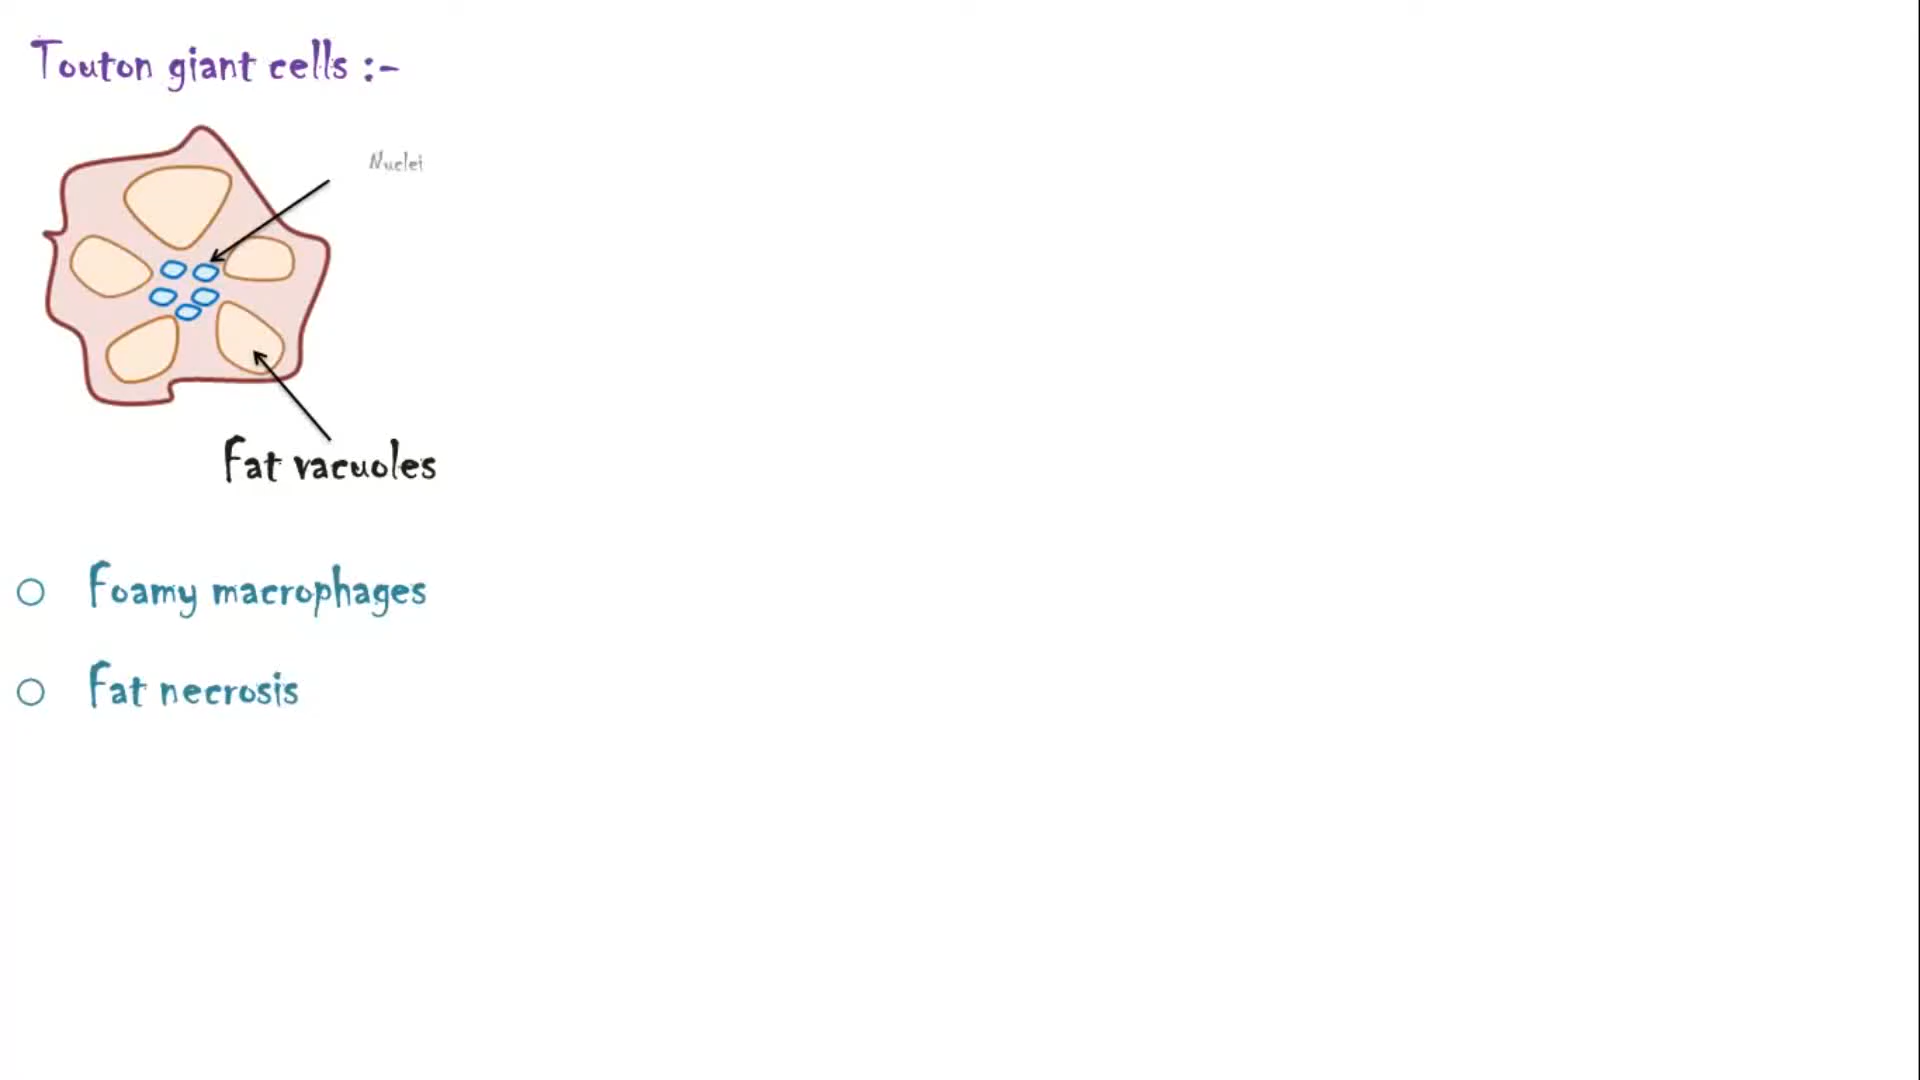 Touton giant cells :-
Nuclei
Fat vacuoles
Foamy macrophages
Fat necrosis